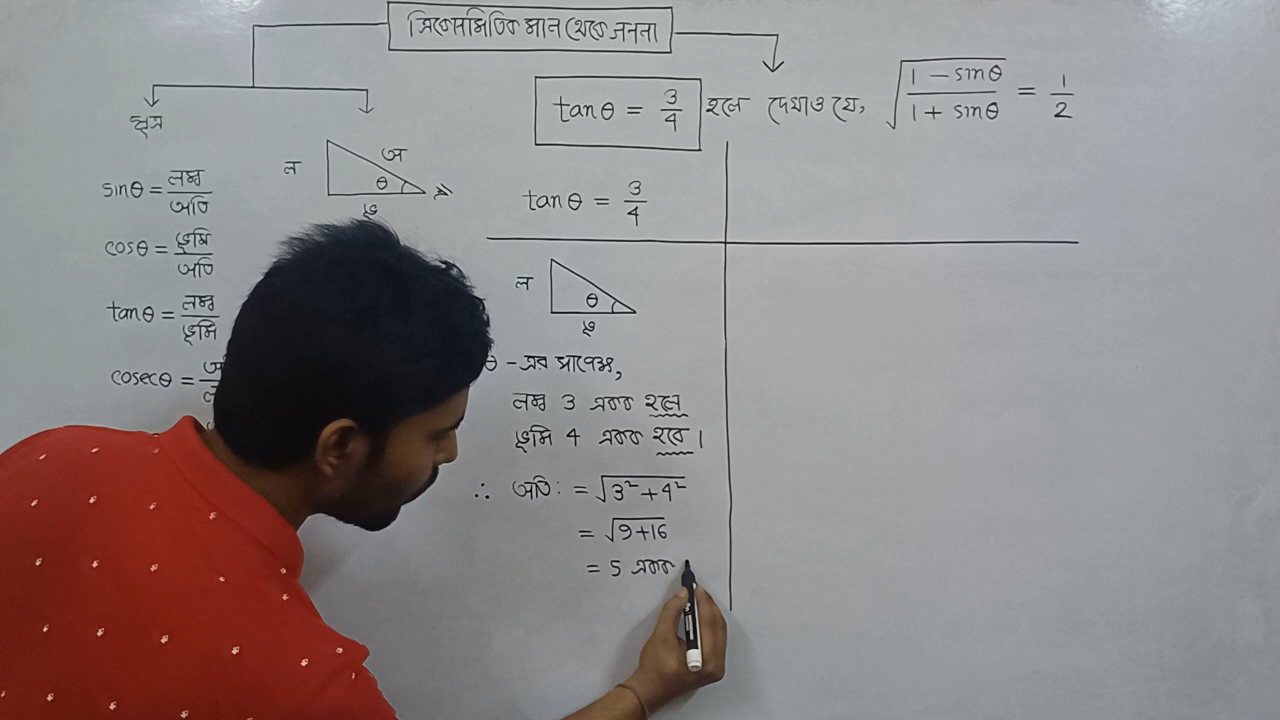 ত্রিকোণমিতিক মান থেকে জন্যান্য
tanθ = 3/4 হলে দেখাও যে, √((1 - sinθ)/(1 + sinθ)) = 1/2
সূত্র
sinθ = লম্ব/অতি
cosθ = ভূমি/অতি
tanθ = লম্ব/ভূমি
cosecθ =
ল অ θ ভূ
tanθ = 3/4
ল θ ভূ
θ - এর সাপেক্ষে,
লম্ব 3 একক হলে
ভূমি 4 একক হবে।
∴ অতি: = √(3² + 4²)
= √(9+16)
= 5 একক